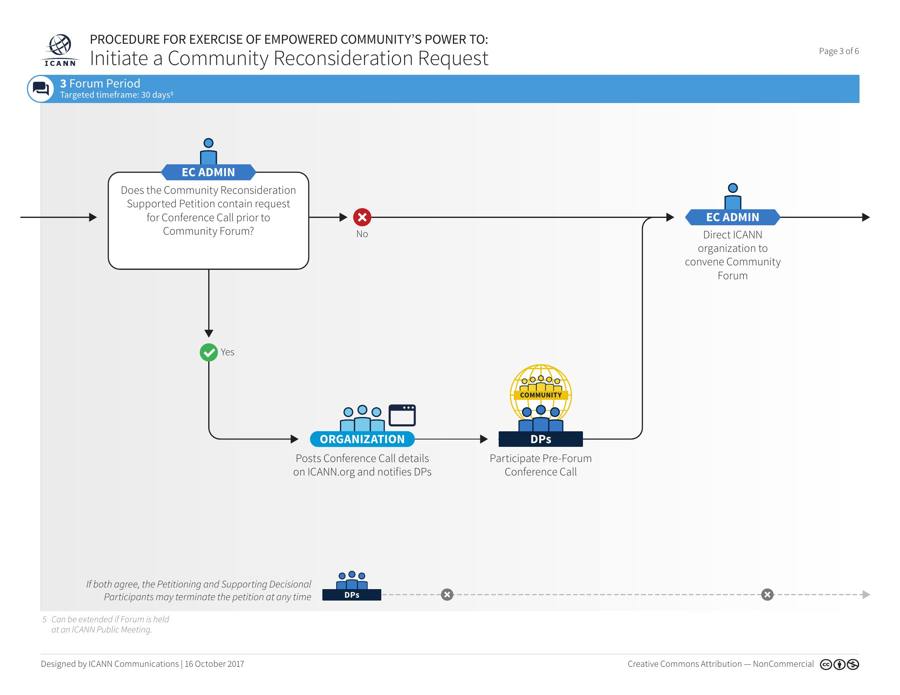 PROCEDURE FOR EXERCISE OF EMPOWERED COMMUNITY’S POWER TO:
Initiate a Community Reconsideration Request
ICANN
Page 3 of 6
3 Forum Period
Targeted timeframe: 30 days⁵
EC ADMIN
Does the Community Reconsideration
Supported Petition contain request
for Conference Call prior to
Community Forum?
No
EC ADMIN
Direct ICANN
organization to
convene Community
Forum
Yes
COMMUNITY
ORGANIZATION
DPs
Posts Conference Call details
on ICANN.org and notifies DPs
Participate Pre-Forum
Conference Call
If both agree, the Petitioning and Supporting Decisional
Participants may terminate the petition at any time
DPs
5 Can be extended if Forum is held
at an ICANN Public Meeting.
Designed by ICANN Communications | 16 October 2017
Creative Commons Attribution — NonCommercial